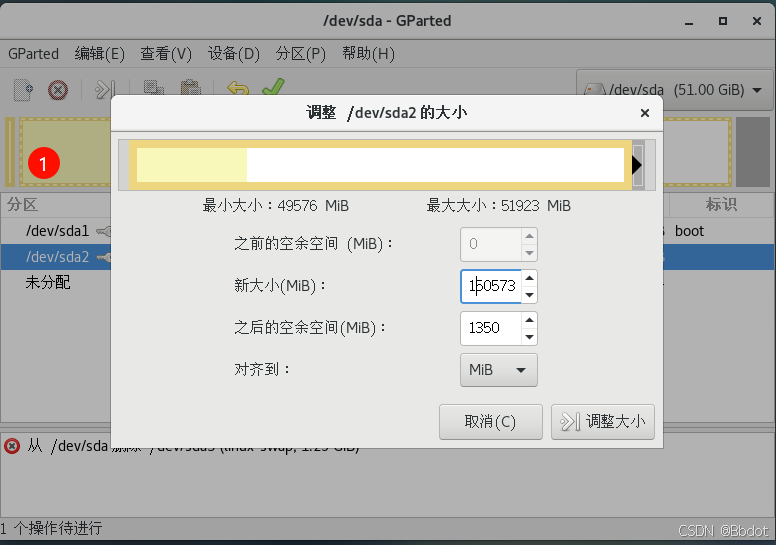 /dev/sda - GParted
GParted 编辑(E) 查看(V) 设备(D) 分区(P) 帮助(H)
/dev/sda (51.00 GiB)
调整 /dev/sda2 的大小
1
最小大小：49576 MiB 最大大小：51923 MiB
分区 标识
/dev/sda1 boot
/dev/sda2
未分配
之前的空余空间 (MiB)： 0
新大小(MiB)： 150573
之后的空余空间(MiB)： 1350
对齐到： MiB
取消(C) 调整大小
从 /dev/sda 删除 /dev/sda3 (linux-swap, 1.25 GiB)
1 个操作待进行
CSDN @Bbdot